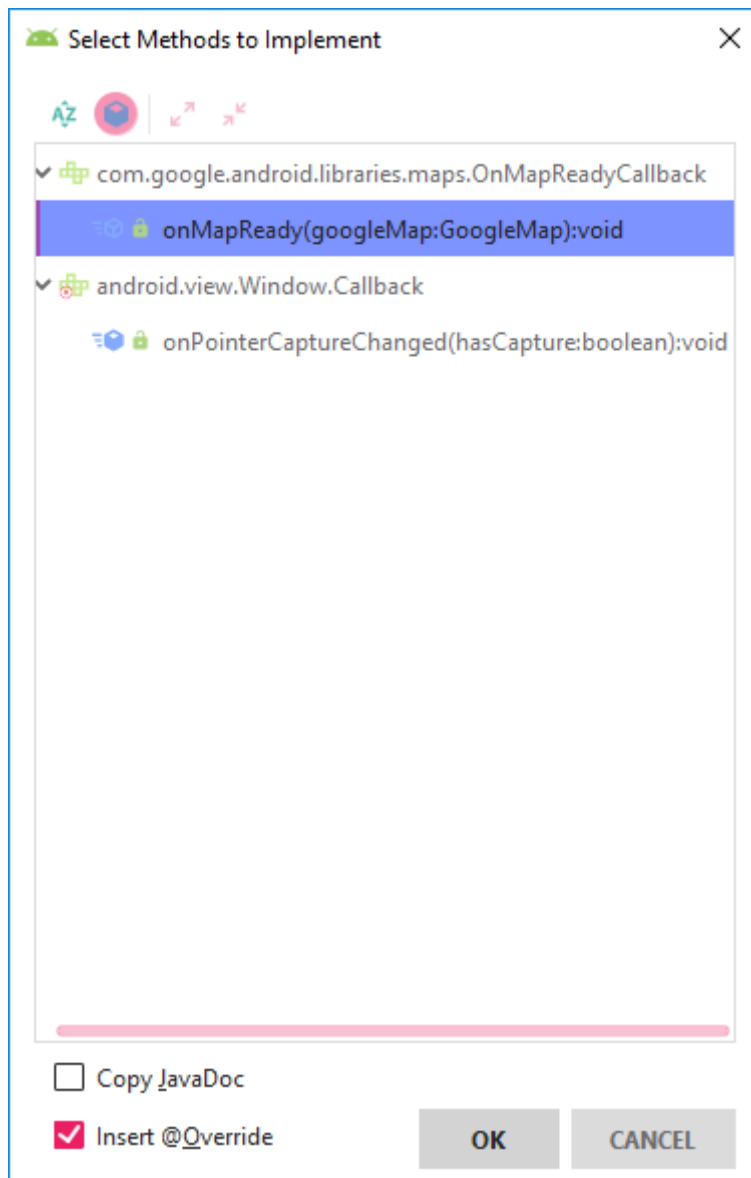 Select Methods to Implement
AZ
com.google.android.libraries.maps.OnMapReadyCallback
onMapReady(googleMap:GoogleMap):void
android.view.Window.Callback
onPointerCaptureChanged(hasCapture:boolean):void
Copy JavaDoc
Insert @Override
OK
CANCEL